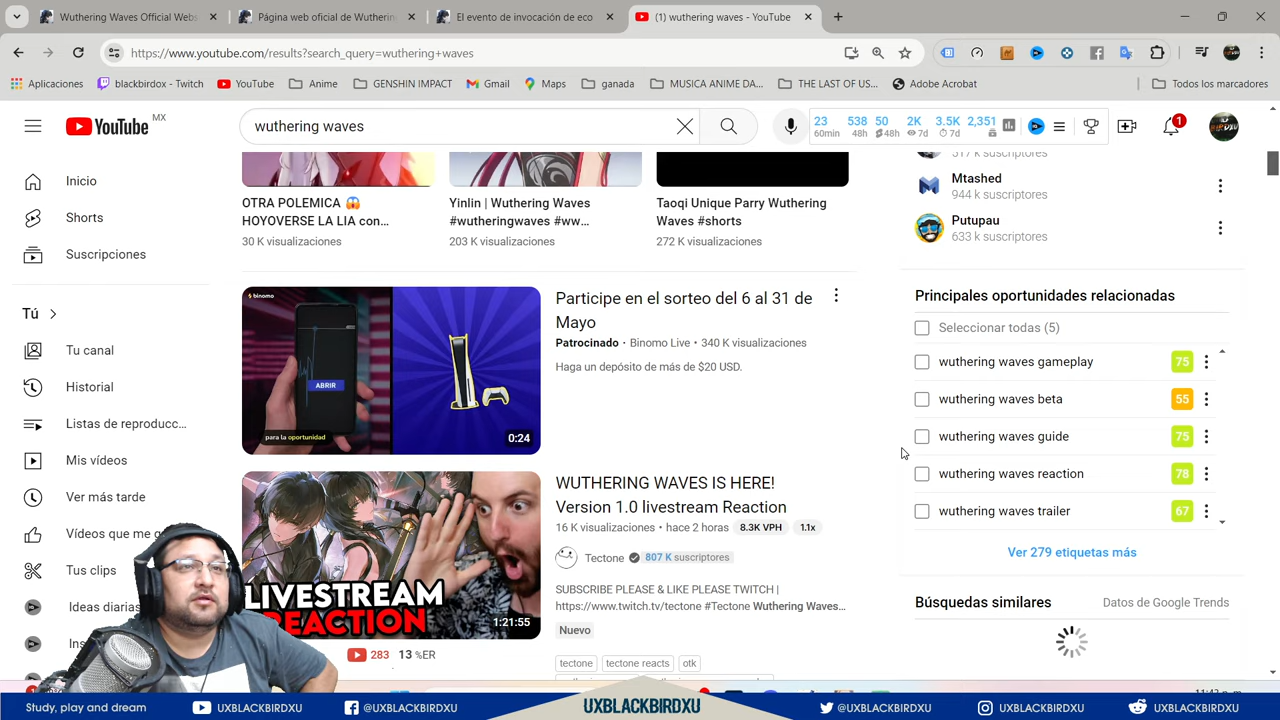 Wuthering Waves Official Webs
Página web oficial de Wutherin
El evento de invocación de eco
(1) wuthering waves - YouTube
https://www.youtube.com/results?search_query=wuthering+waves
Aplicaciones
blackbirdox - Twitch
YouTube
Anime
GENSHIN IMPACT
Gmail
Maps
ganada
MUSICA ANIME DA...
THE LAST OF US...
Adobe Acrobat
Todos los marcadores
YouTube MX
wuthering waves
23 538 50 2K 3.5K 2,351
60min 48h 48h 7d 7d
1
Inicio
Shorts
Suscripciones
Tú
Tu canal
Historial
Lista de reproducc...
Mis vídeos
Ver más tarde
Vídeos que me g
Tus clips
Ideas diarias
Ins
OTRA POLEMICA 😱
HOYOVERSE LA LIA con...
30 K visualizaciones
Yinlin | Wuthering Waves
#wutheringwaves #ww...
203 K visualizaciones
Taoqi Unique Parry Wuthering
Waves #shorts
272 K visualizaciones
binomo
ABRIR
para la oportunidad
0:24
Participe en el sorteo del 6 al 31 de
Mayo
Patrocinado • Binomo Live • 340 K visualizaciones
Haga un depósito de más de $20 USD.
LIVESTREAM
REACTION
1:21:55
283 13 %ER
WUTHERING WAVES IS HERE!
Version 1.0 livestream Reaction
16 K visualizaciones • hace 2 horas 8.3K VPH 1.1x
Tectone 807 K suscriptores
SUBSCRIBE PLEASE & LIKE PLEASE TWITCH |
https://www.twitch.tv/tectone #Tectone Wuthering Waves...
Nuevo
tectone
tectone reacts
otk
517 k suscriptores
Mtashed
944 k suscriptores
Putupau
633 k suscriptores
Principales oportunidades relacionadas
Seleccionar todas (5)
wuthering waves gameplay 75
wuthering waves beta 55
wuthering waves guide 75
wuthering waves reaction 78
wuthering waves trailer 67
Ver 279 etiquetas más
Búsquedas similares
Datos de Google Trends
Study, play and dream
UXBLACKBIRDXU
@UXBLACKBIRDXU
UXBLACKBIRDXU
@UXBLACKBIRDXU
UXBLACKBIRDXU
UXBLACKBIRDXU